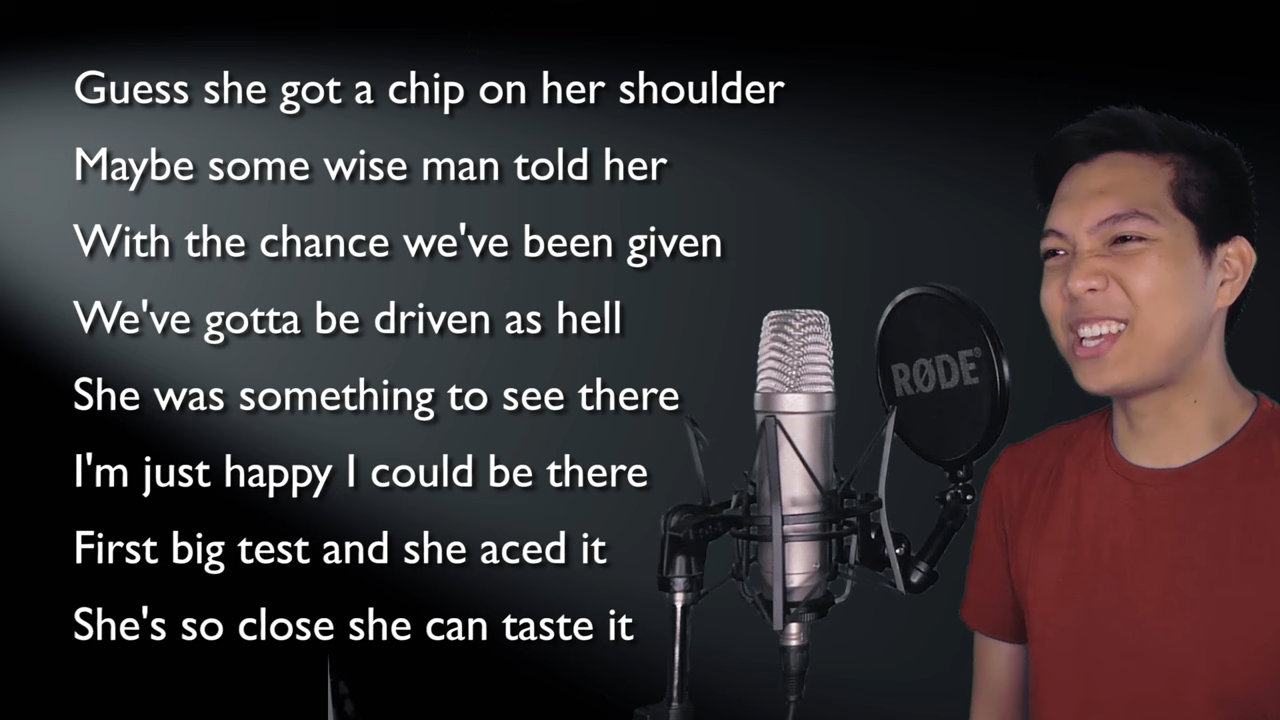 Guess she got a chip on her shoulder
Maybe some wise man told her
With the chance we've been given
We've gotta be driven as hell
She was something to see there
I'm just happy I could be there
First big test and she aced it
She's so close she can taste it
RØDE®